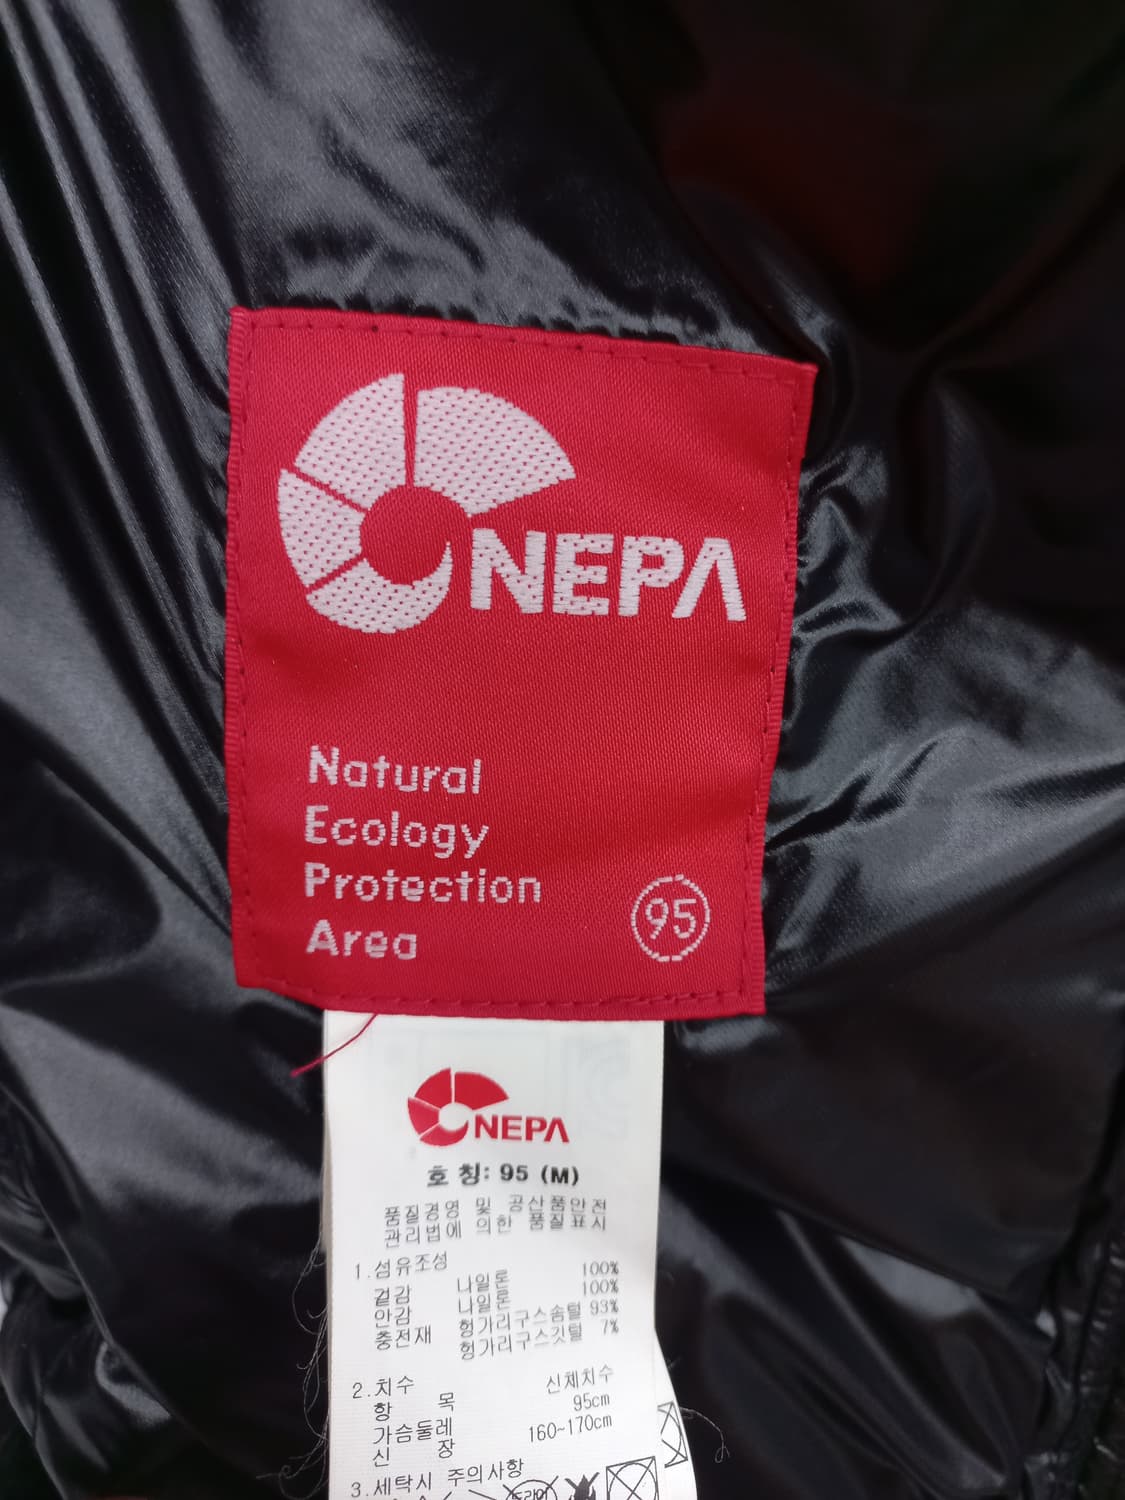 NEPA
Natural
Ecology
Protection
Area
95
NEPA
호 칭: 95 (M)
품질경영 및 공산품안전
관리법에 의한 품질표시
1.섬유조성
겉감 나일론 100%
안감 나일론 100%
충전재 헝가리구스솜털 93%
헝가리구스깃털 7%
2.치수
항 목 신체치수
가슴둘레 95cm
신 장 160~170cm
3.세탁시 주의사항
드라이